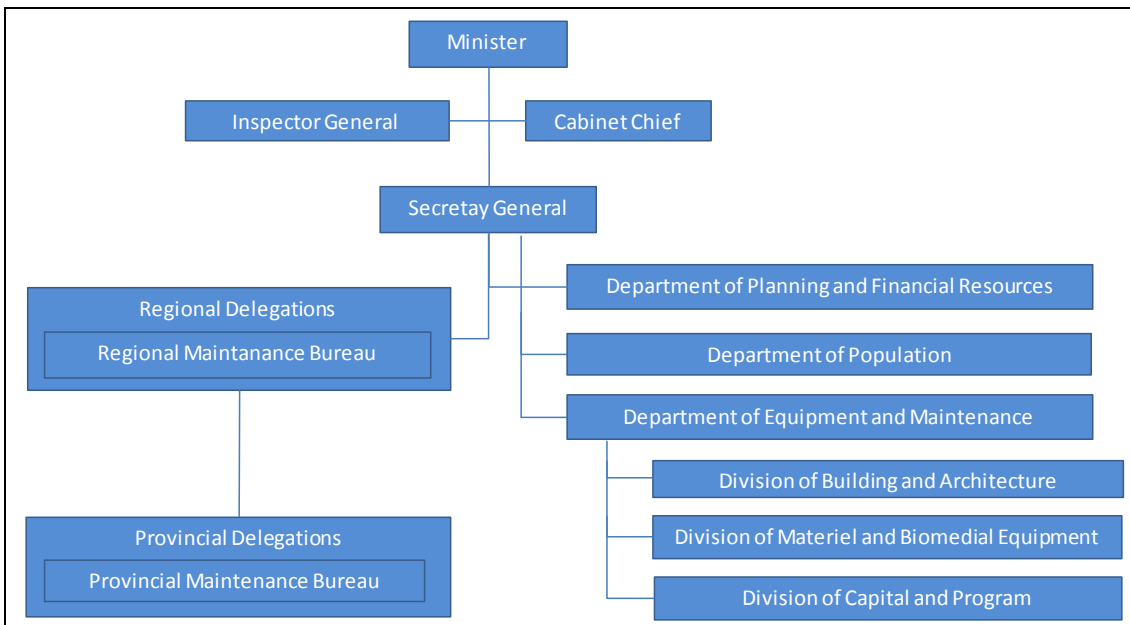 Minister
Inspector General
Cabinet Chief
Secretay General
Department of Planning and Financial Resources
Regional Delegations
Regional Maintanance Bureau
Department of Population
Department of Equipment and Maintenance
Division of Building and Architecture
Provincial Delegations
Division of Materiel and Biomedial Equipment
Provincial Maintenance Bureau
Division of Capital and Program